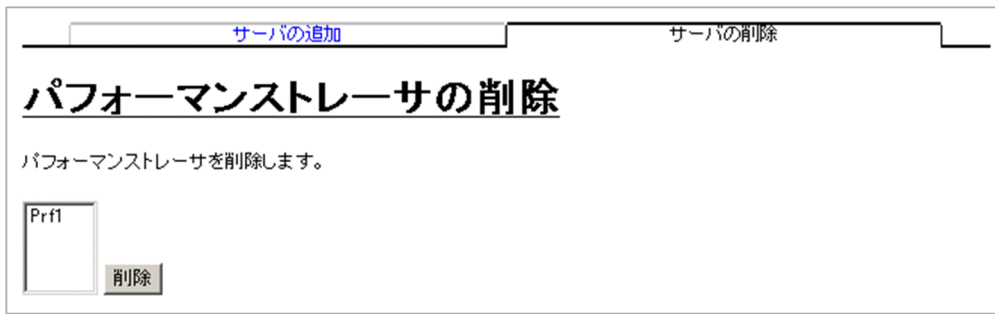 サーバの追加 サーバの削除
パフォーマンストレーサの削除
パフォーマンストレーサを削除します。
Prf1
削除